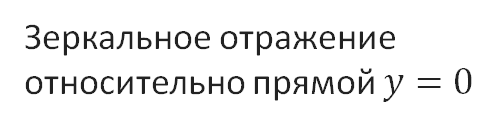 Зеркальное отражение
относительно прямой y = 0